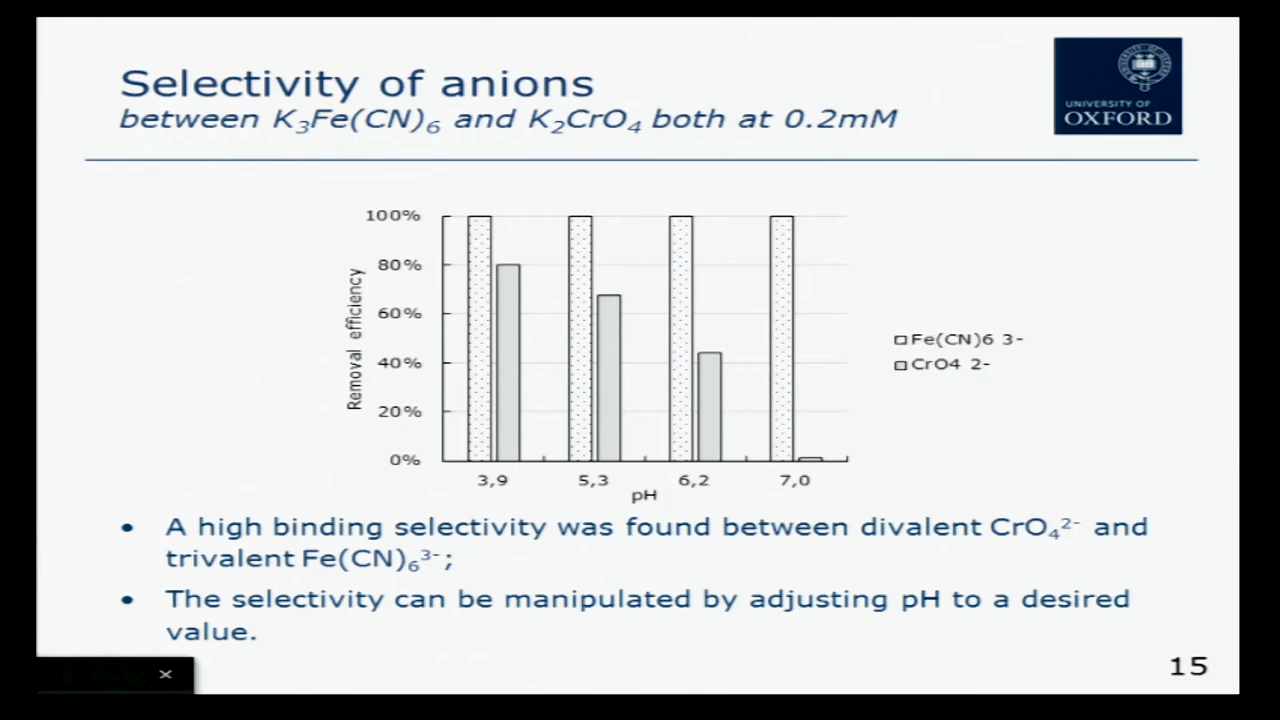 Selectivity of anions
between K₃Fe(CN)₆ and K₂CrO₄ both at 0.2mM
UNIVERSITY OF
OXFORD
100%
80%
60%
40%
20%
0%
Removal efficiency
3,9 5,3 6,2 7,0
pH
Fe(CN)6 3-
CrO4 2-
• A high binding selectivity was found between divalent CrO₄²⁻ and
trivalent Fe(CN)₆³⁻;
• The selectivity can be manipulated by adjusting pH to a desired
value.
15